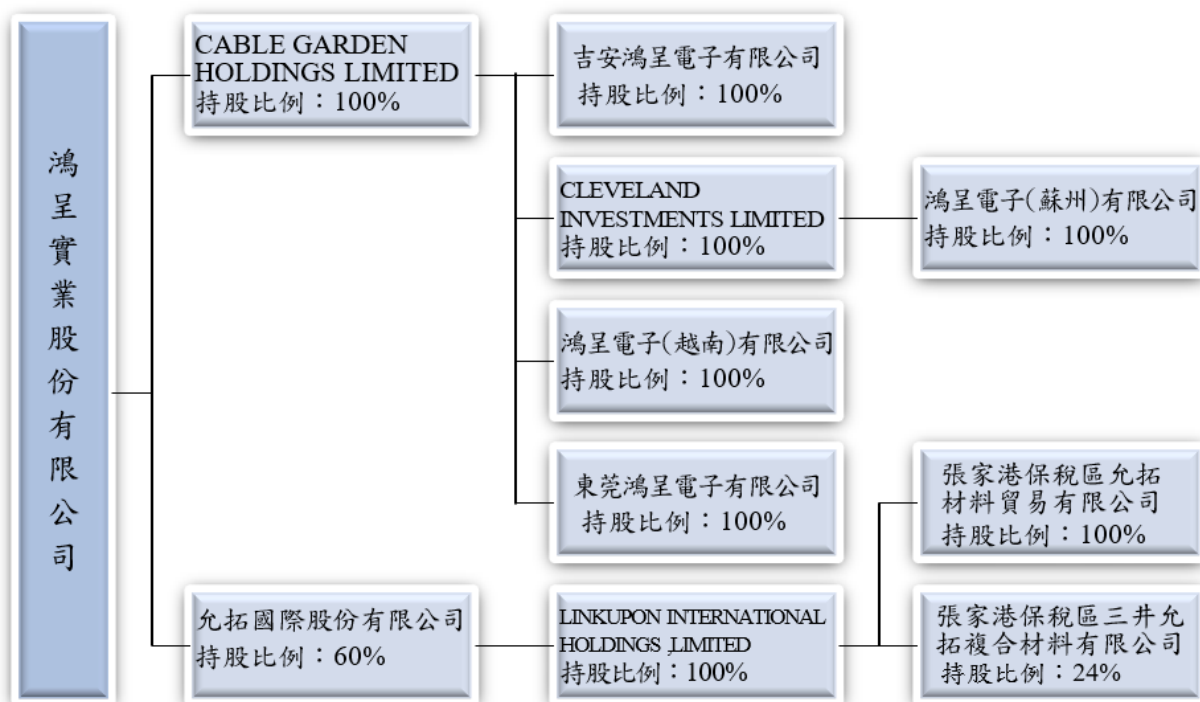 鴻呈實業股份有限公司
CABLE GARDEN
HOLDINGS LIMITED
持股比例：100%
吉安鴻呈電子有限公司
持股比例：100%
CLEVELAND
INVESTMENTS LIMITED
持股比例：100%
鴻呈電子(蘇州)有限公司
持股比例：100%
鴻呈電子(越南)有限公司
持股比例：100%
東莞鴻呈電子有限公司
持股比例：100%
張家港保稅區允拓
材料貿易有限公司
持股比例：100%
允拓國際股份有限公司
持股比例：60%
LINKUPON INTERNATIONAL
HOLDINGS,LIMITED
持股比例：100%
張家港保稅區三井允
拓複合材料有限公司
持股比例：24%